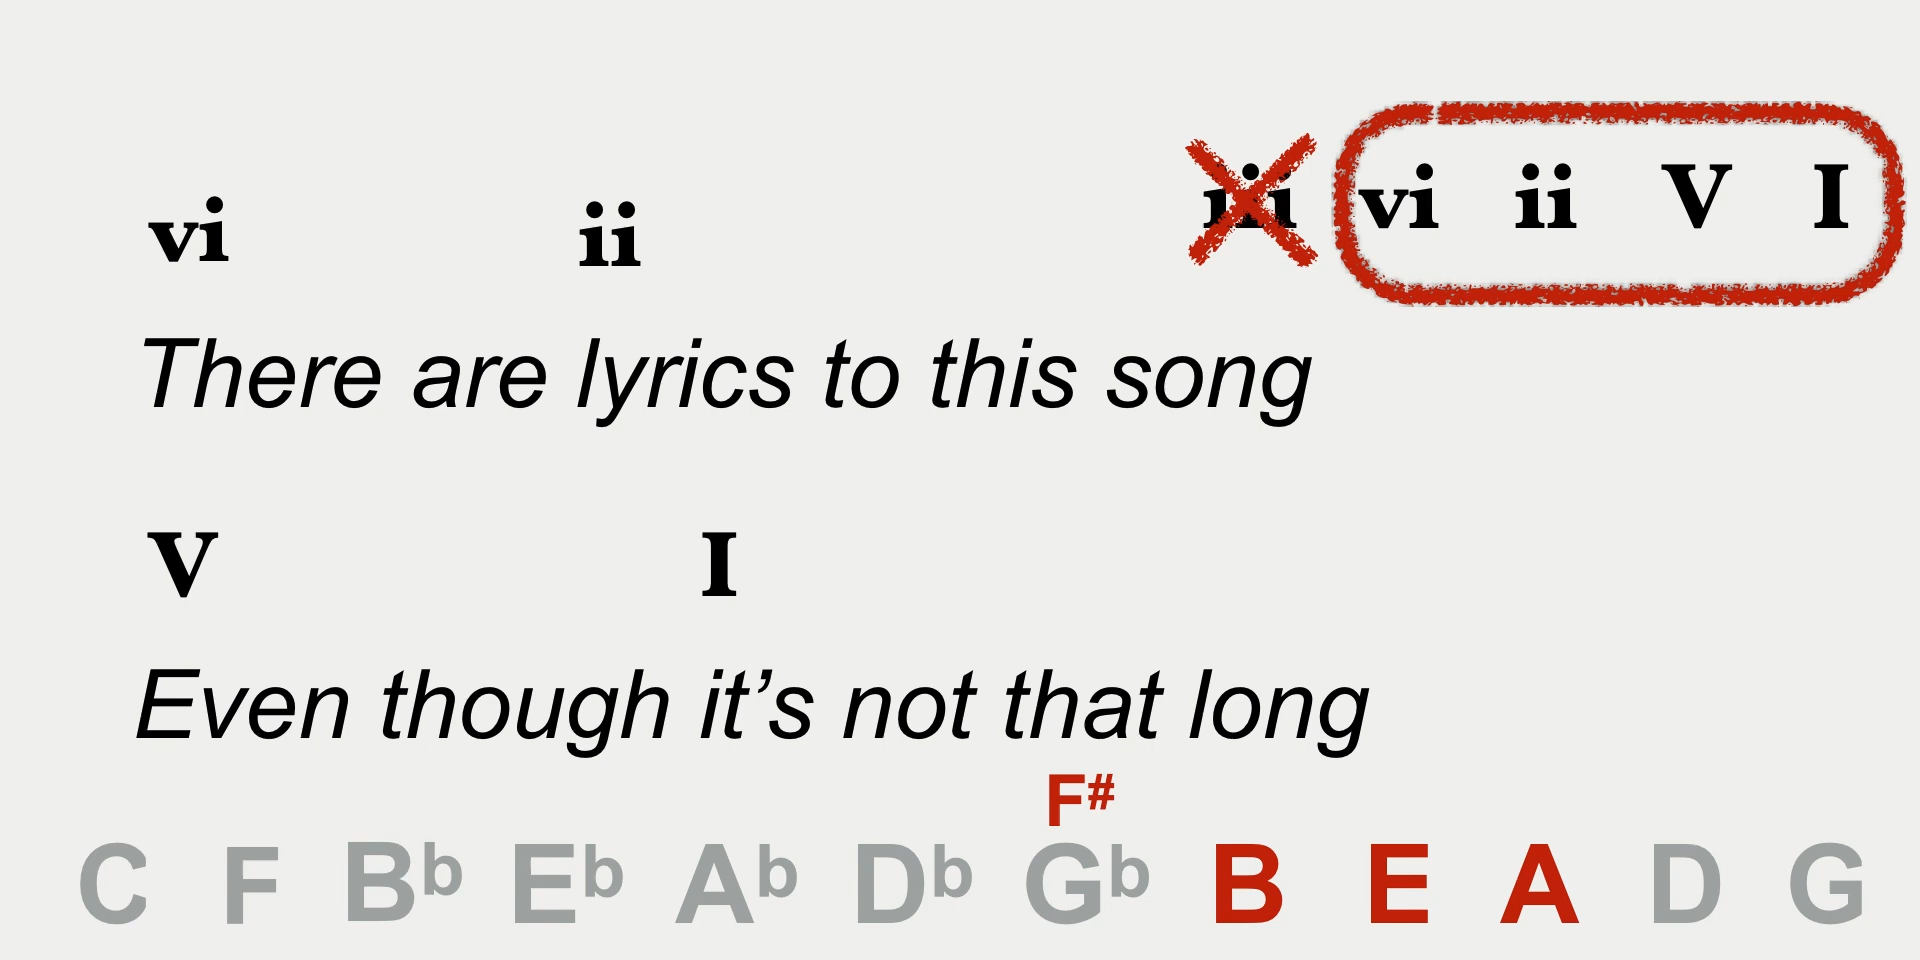 iii vi ii V I
vi ii
There are lyrics to this song
V I
Even though it’s not that long
F#
C F Bb Eb Ab Db Gb B E A D G